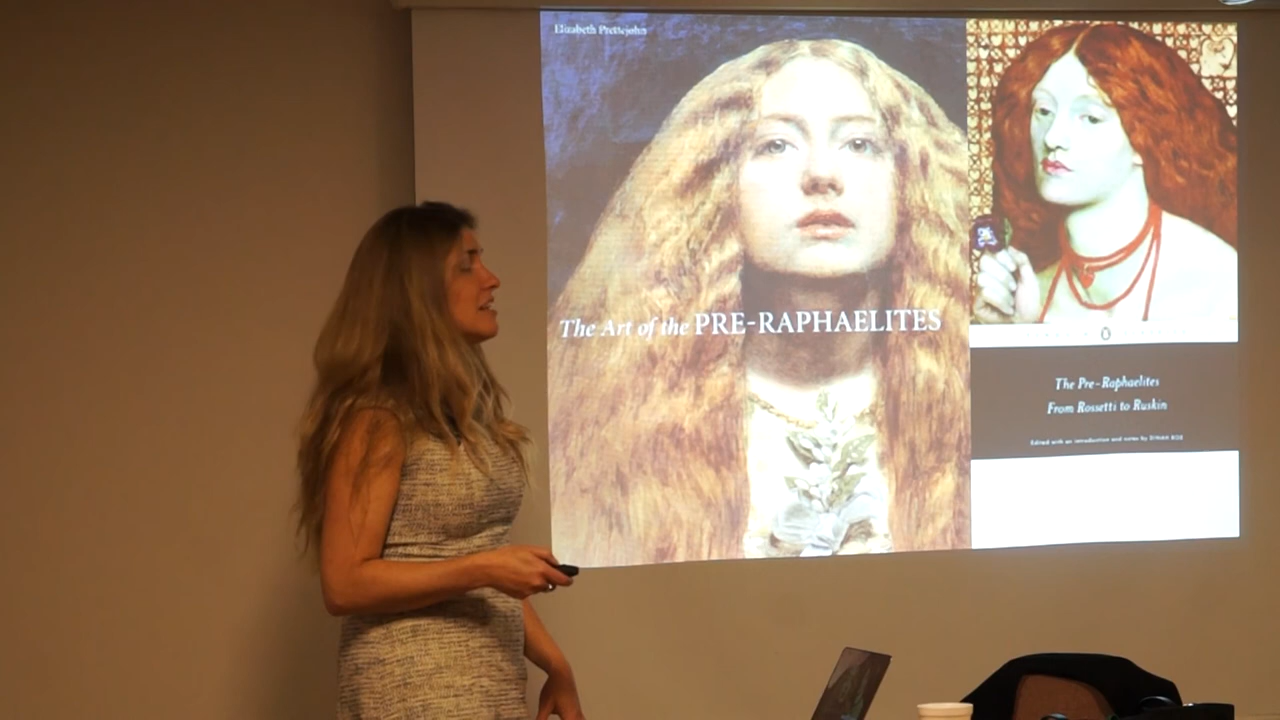 Elizabeth Prettejohn
The Art of the PRE-RAPHAELITES
The Pre-Raphaelites
From Rossetti to Ruskin
Edited with an introduction and notes by DINAH ROE